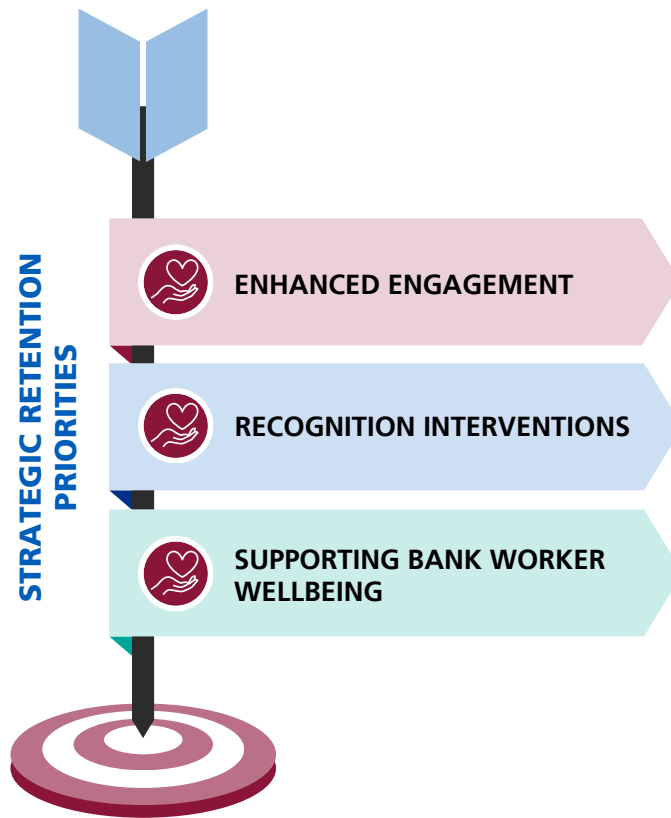 STRATEGIC RETENTION
PRIORITIES
ENHANCED ENGAGEMENT
RECOGNITION INTERVENTIONS
SUPPORTING BANK WORKER
WELLBEING